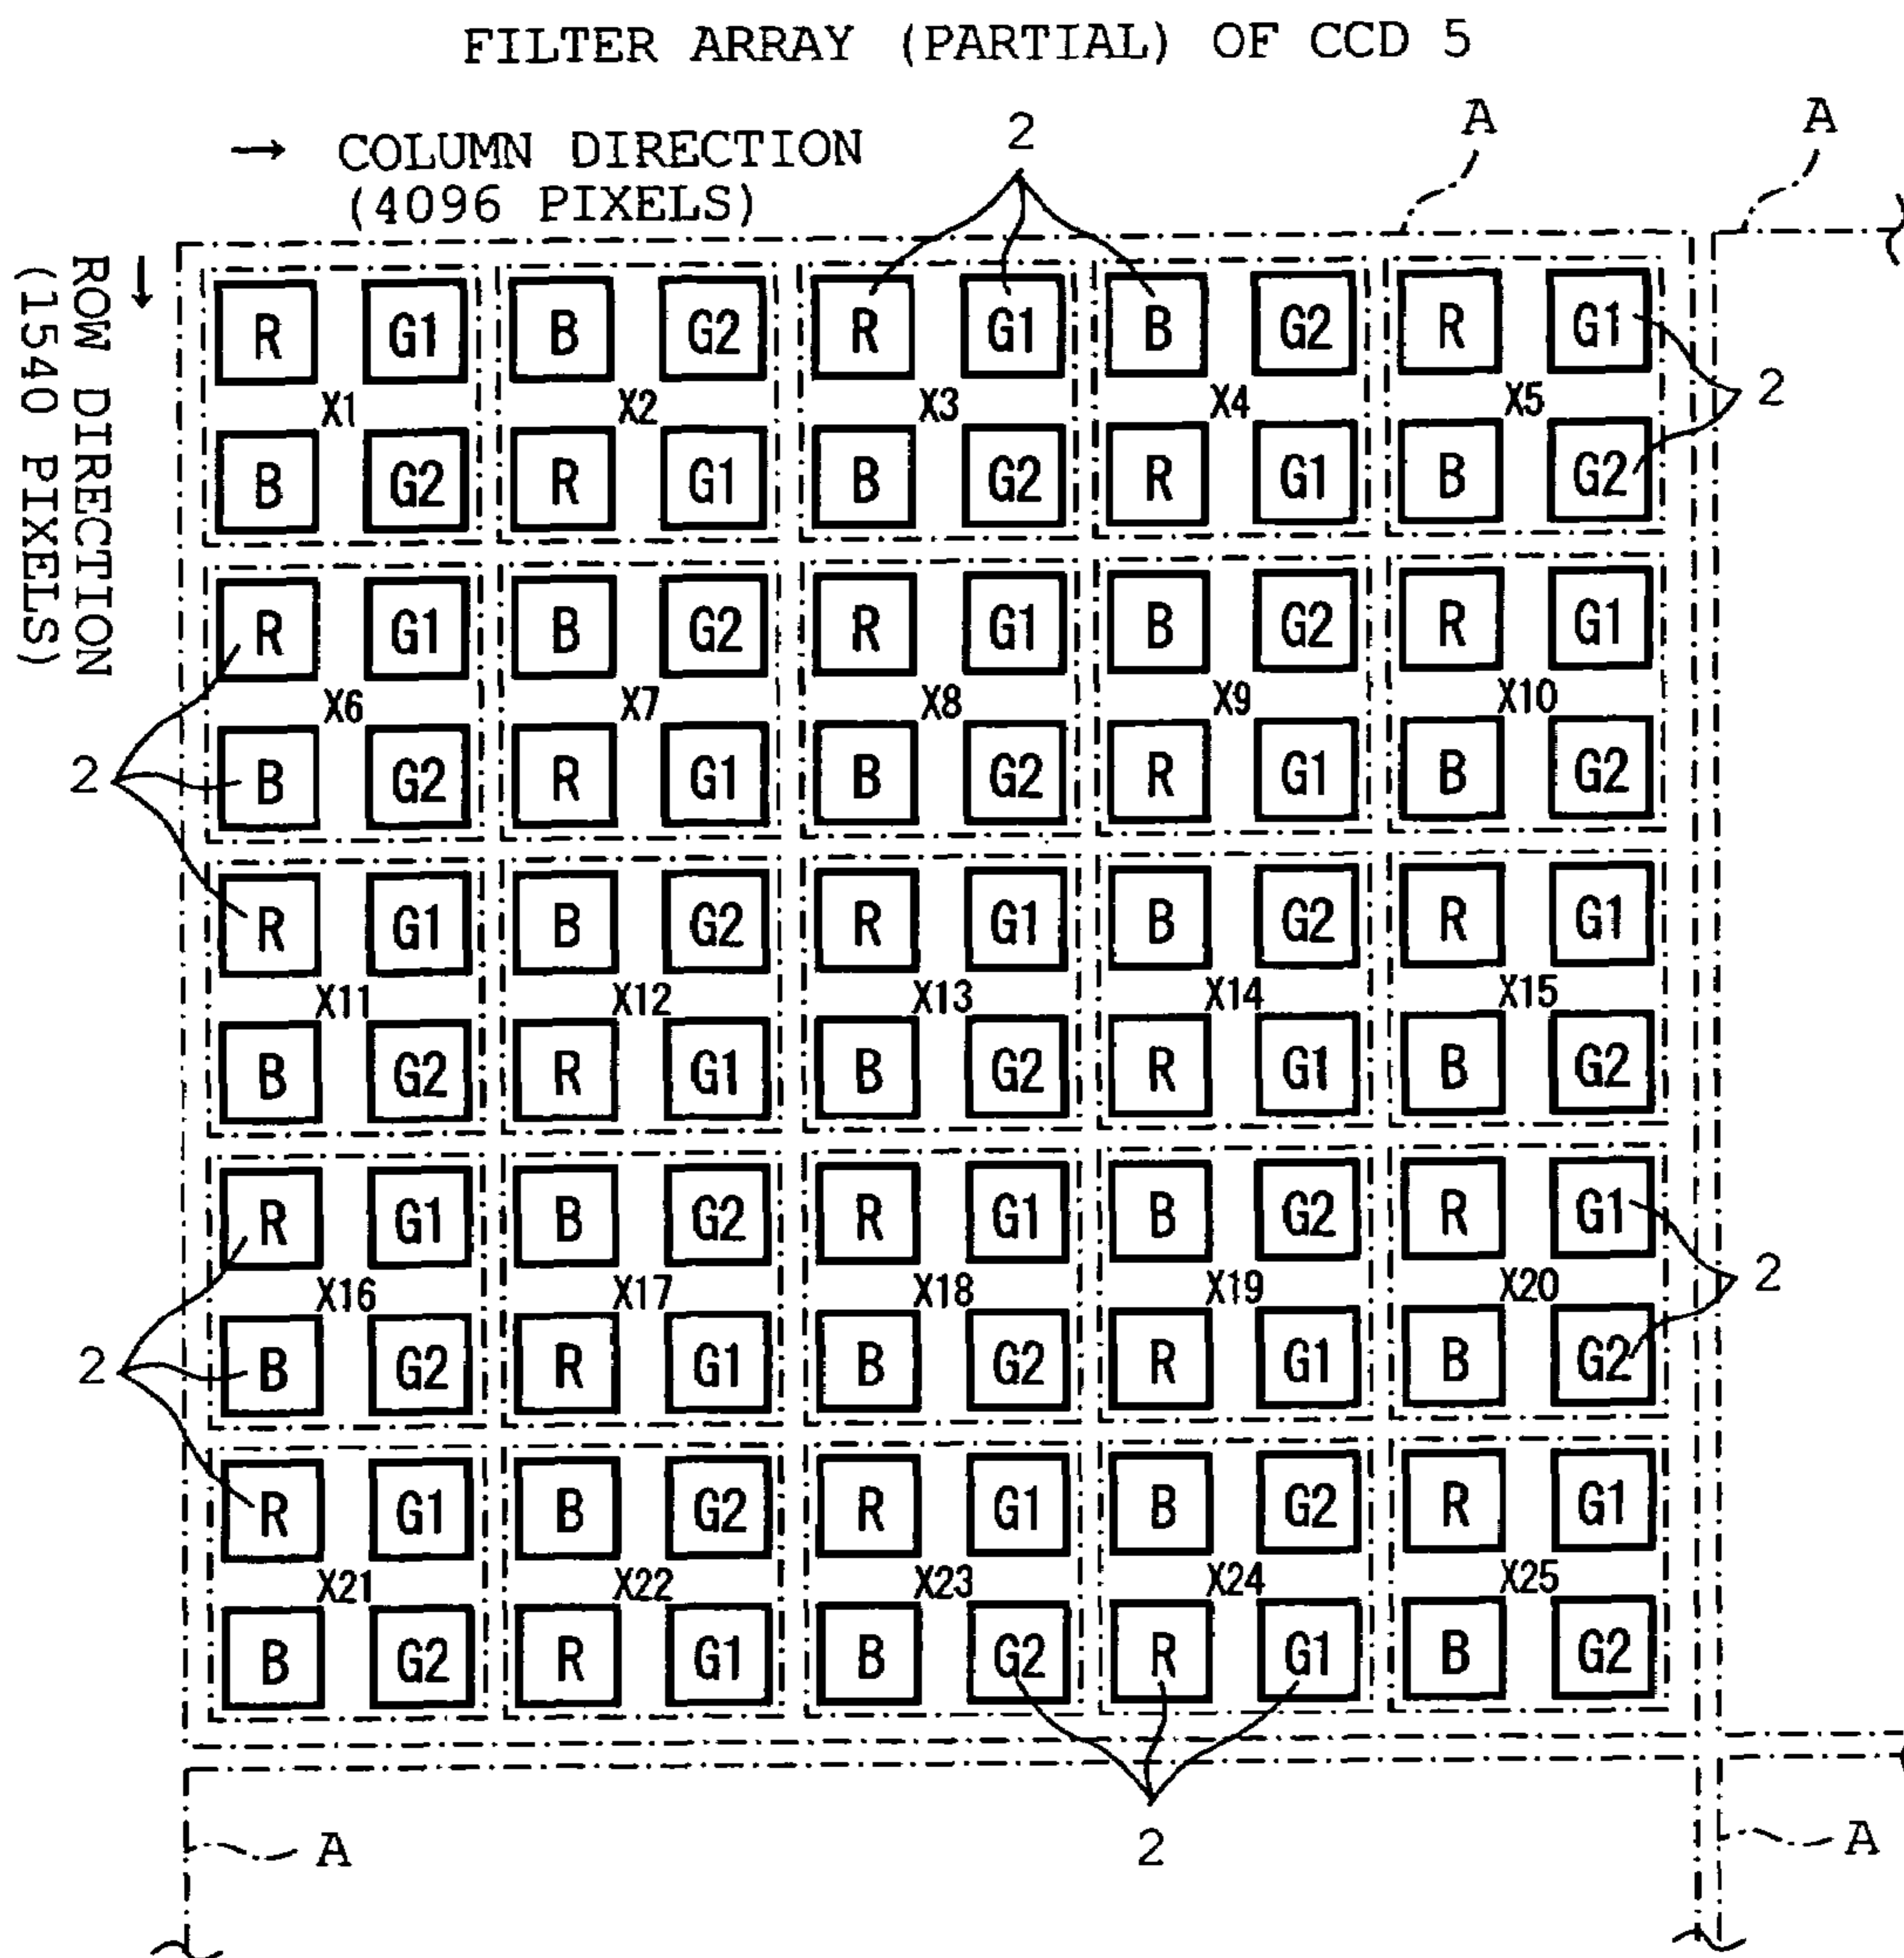 FILTER ARRAY (PARTIAL) OF CCD 5
→ COLUMN DIRECTION
(4096 PIXELS)
2
A
A
ROW DIRECTION
(1540 PIXELS)
R G1 B G2 R G1 B G2 R G1
X1 X2 X3 X4 X5
2
B G2 R G1 B G2 R G1 B G2
R G1 B G2 R G1 B G2 R G1
X6 X7 X8 X9 X10
2
B G2 R G1 B G2 R G1 B G2
R G1 B G2 R G1 B G2 R G1
X11 X12 X13 X14 X15
B G2 R G1 B G2 R G1 B G2
R G1 B G2 R G1 B G2 R G1
X16 X17 X18 X19 X20
2
2
B G2 R G1 B G2 R G1 B G2
R G1 B G2 R G1 B G2 R G1
X21 X22 X23 X24 X25
B G2 R G1 B G2 R G1 B G2
A
2
A